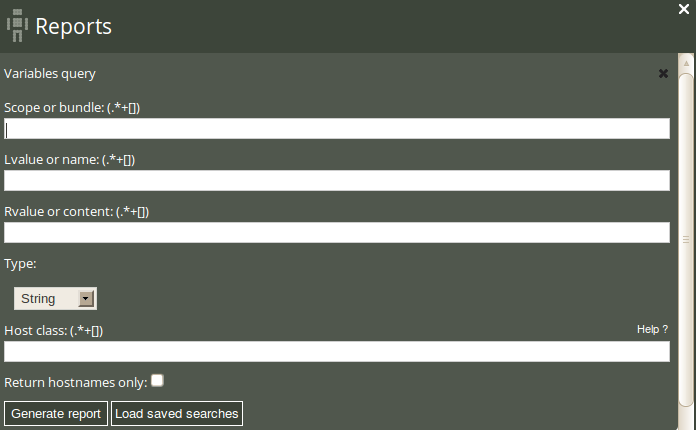 Reports
Variables query
Scope or bundle: (.*+[])
Lvalue or name: (.*+[])
Rvalue or content: (.*+[])
Type:
String
Host class: (.*+[]) Help ?
Return hostnames only:
Generate report Load saved searches